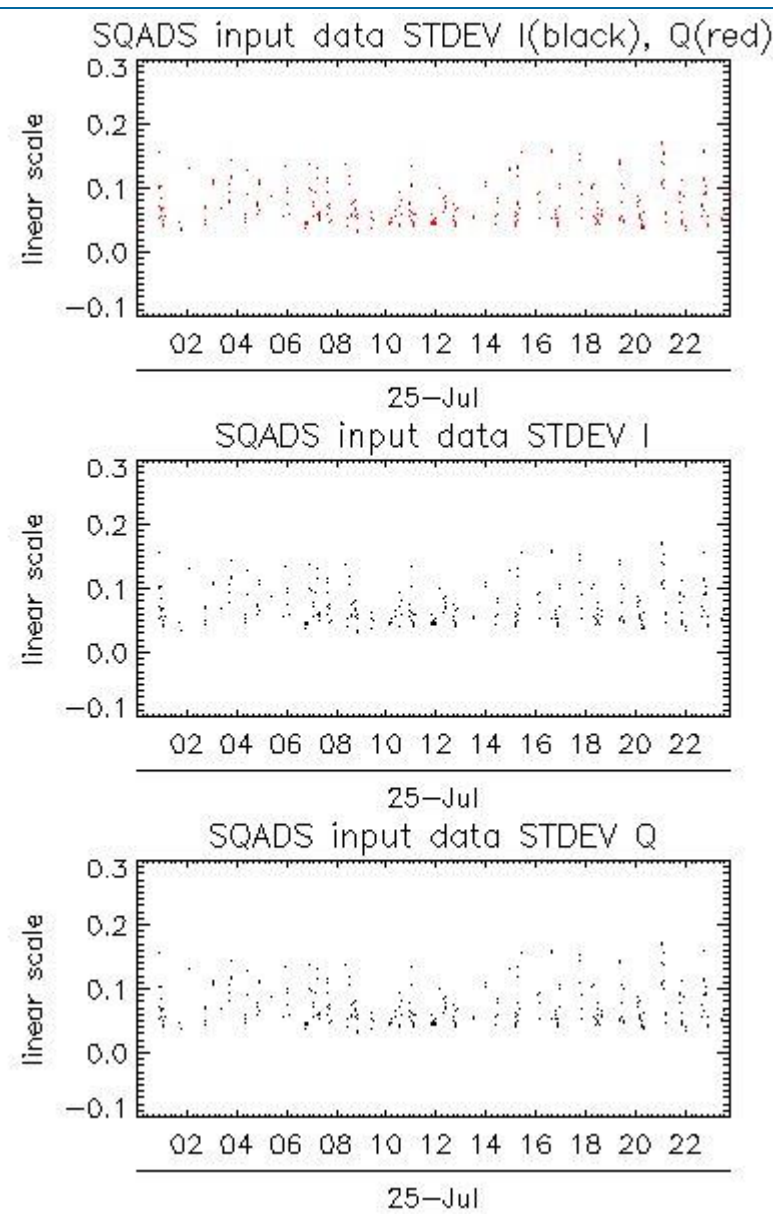 SQADS input data STDEV I(black), Q(red)
linear scale
0.3
0.2
0.1
0.0
−0.1
02 04 06 08 10 12 14 16 18 20 22
25−Jul
SQADS input data STDEV I
linear scale
0.3
0.2
0.1
0.0
−0.1
02 04 06 08 10 12 14 16 18 20 22
25−Jul
SQADS input data STDEV Q
linear scale
0.3
0.2
0.1
0.0
−0.1
02 04 06 08 10 12 14 16 18 20 22
25−Jul